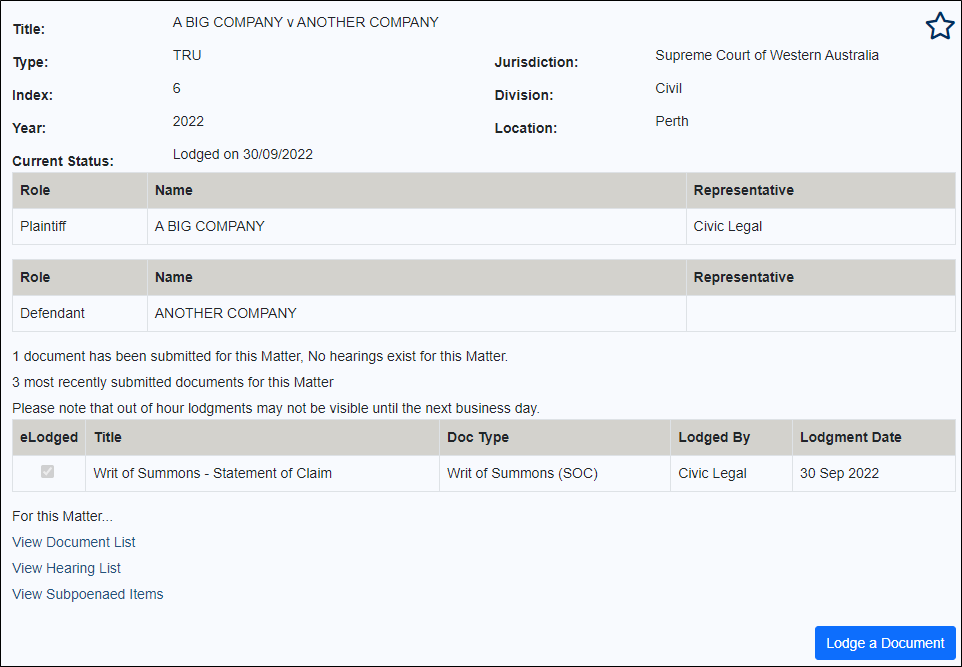 Title: A BIG COMPANY v ANOTHER COMPANY
Type: TRU Jurisdiction: Supreme Court of Western Australia
Index: 6 Division: Civil
Year: 2022 Location: Perth
Current Status: Lodged on 30/09/2022
Role Name Representative
Plaintiff A BIG COMPANY Civic Legal
Role Name Representative
Defendant ANOTHER COMPANY
1 document has been submitted for this Matter, No hearings exist for this Matter.
3 most recently submitted documents for this Matter
Please note that out of hour lodgments may not be visible until the next business day.
eLodged Title Doc Type Lodged By Lodgment Date
Writ of Summons - Statement of Claim Writ of Summons (SOC) Civic Legal 30 Sep 2022
For this Matter...
View Document List
View Hearing List
View Subpoenaed Items
Lodge a Document